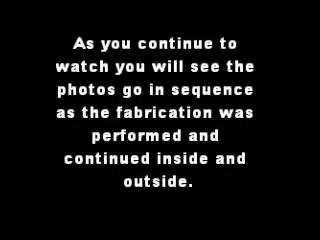 As you continue to
watch you will see the
photos go in sequence
as the fabrication was
performed and
continued inside and
outside.